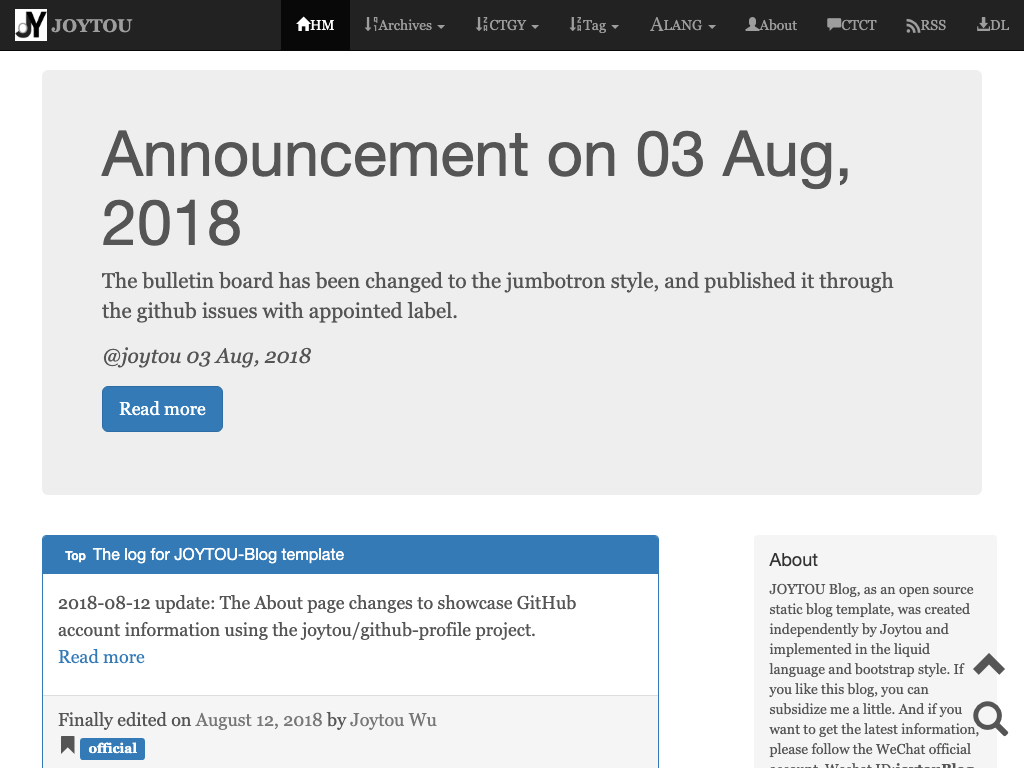 JY JOYTOU HM Archives CTGY Tag ALANG About CTCT RSS DL
Announcement on 03 Aug,
2018
The bulletin board has been changed to the jumbotron style, and published it through
the github issues with appointed label.
@joytou 03 Aug, 2018
Read more
Top The log for JOYTOU-Blog template
2018-08-12 update: The About page changes to showcase GitHub
account information using the joytou/github-profile project.
Read more
Finally edited on August 12, 2018 by Joytou Wu
official
About
JOYTOU Blog, as an open source
static blog template, was created
independently by Joytou and
implemented in the liquid
language and bootstrap style. If
you like this blog, you can
subsidize me a little. And if you
want to get the latest information,
please follow the WeChat official
account, Wechat ID:joytouBlog